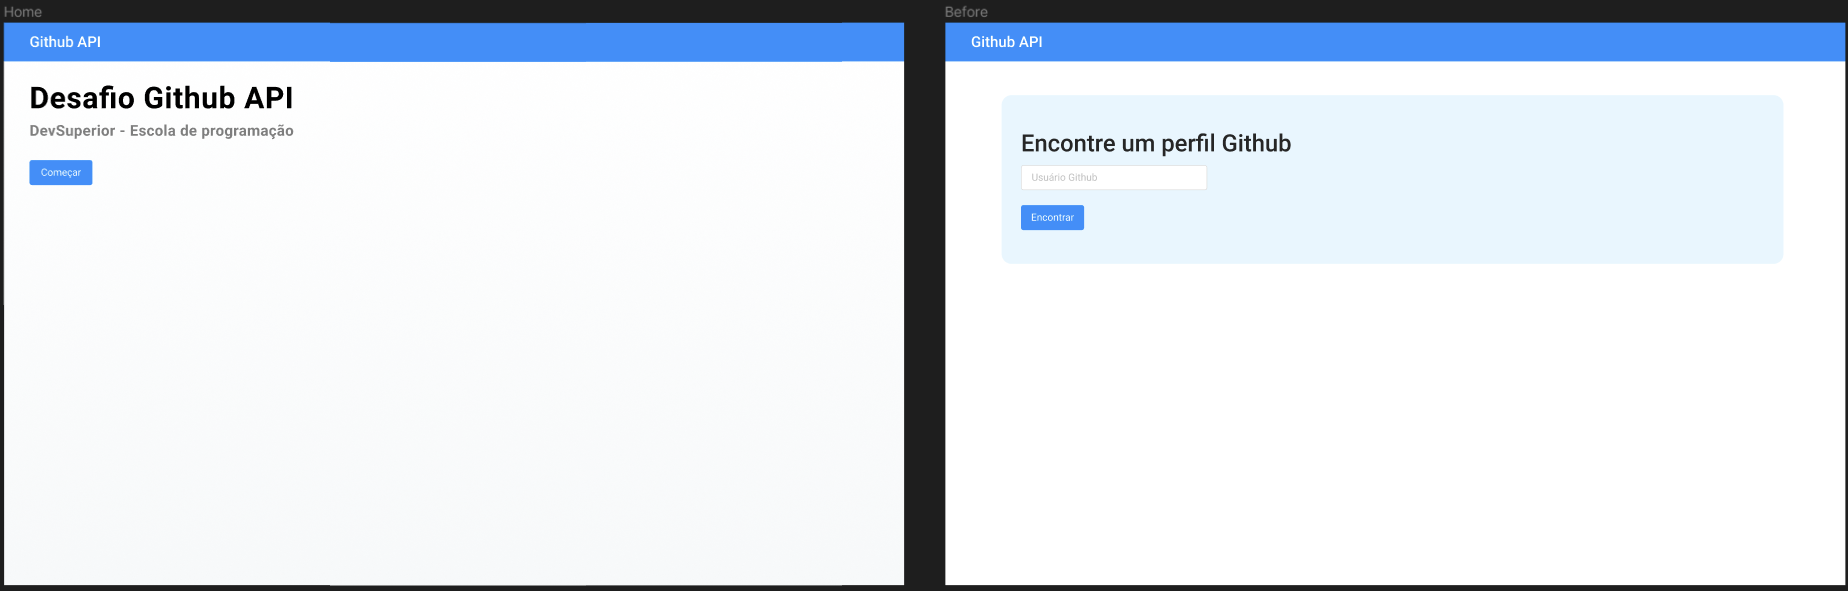 Home
Github API
Desafio Github API
DevSuperior - Escola de programação
Começar
Before
Github API
Encontre um perfil Github
Usuário Github
Encontrar